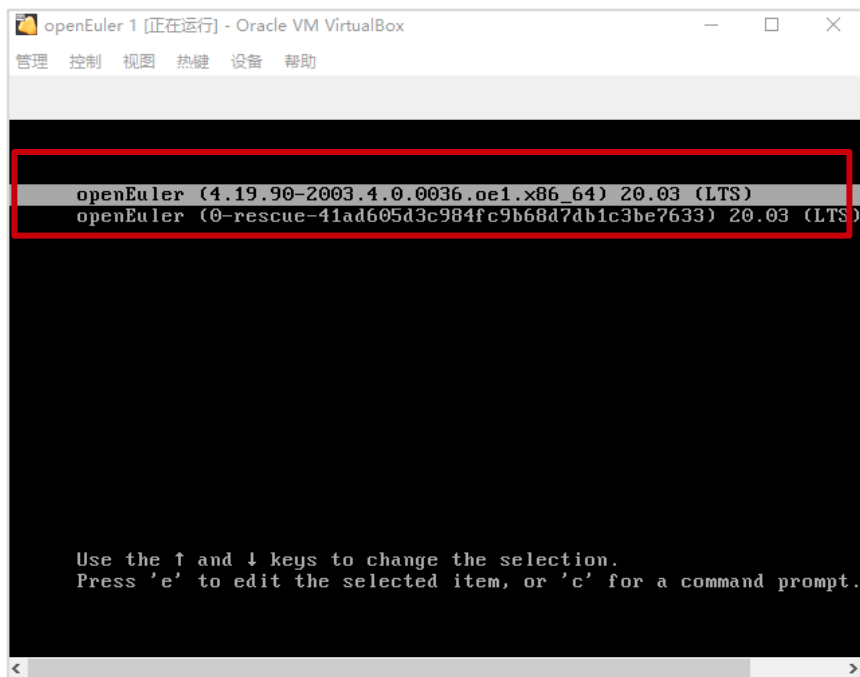 openEuler 1 [正在运行] - Oracle VM VirtualBox
管理 控制 视图 热键 设备 帮助
openEuler (4.19.90-2003.4.0.0036.oe1.x86_64) 20.03 (LTS)
openEuler (0-rescue-41ad605d3c984fc9b68d7db1c3be7633) 20.03 (LTS)
Use the ↑ and ↓ keys to change the selection.
Press 'e' to edit the selected item, or 'c' for a command prompt.